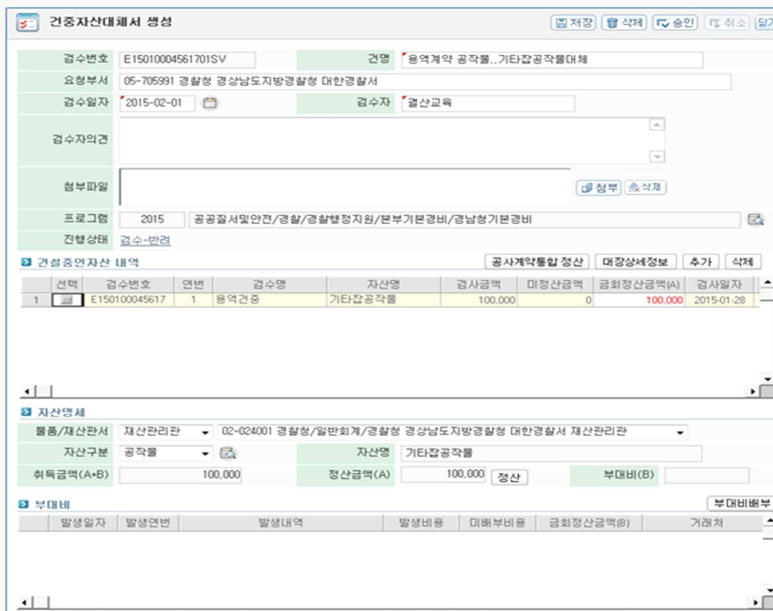 건중자산대체서 생성 저장 삭제 승인 취소 닫기
검수번호 E15010004561701SV 건명 용역계약 공작물..기타잡공작물대체
요청부서 05-705991 경찰청 경상남도지방경찰청 대한경찰서
검수일자 2015-02-01 검수자 결산교육
검수자의견
첨부파일 첨부 삭제
프로그램 2015 공공질서및안전/경찰/경찰행정지원/본부기본경비/경남청기본경비
진행상태 검수-반려
건설중인자산 내역 공사계약통합 정산 대장상세정보 추가 삭제
선택 검수번호 연번 검수명 자산명 검사금액 미정산금액 금회정산금액(A) 검사일자
1 E150100045617 1 용역건중 기타잡공작물 100,000 0 100,000 2015-01-28
자산명세
물품/재산관서 재산관리관 02-024001 경찰청/일반회계/경찰청 경상남도지방경찰청 대한경찰서 재산관리관
자산구분 공작물 자산명 기타잡공작물
취득금액(A+B) 100,000 정산금액(A) 100,000 정산 부대비(B)
부대비 부대비배부
발생일자 발생연번 발생내역 발생비용 미배부비용 금회정산금액(B) 거래처